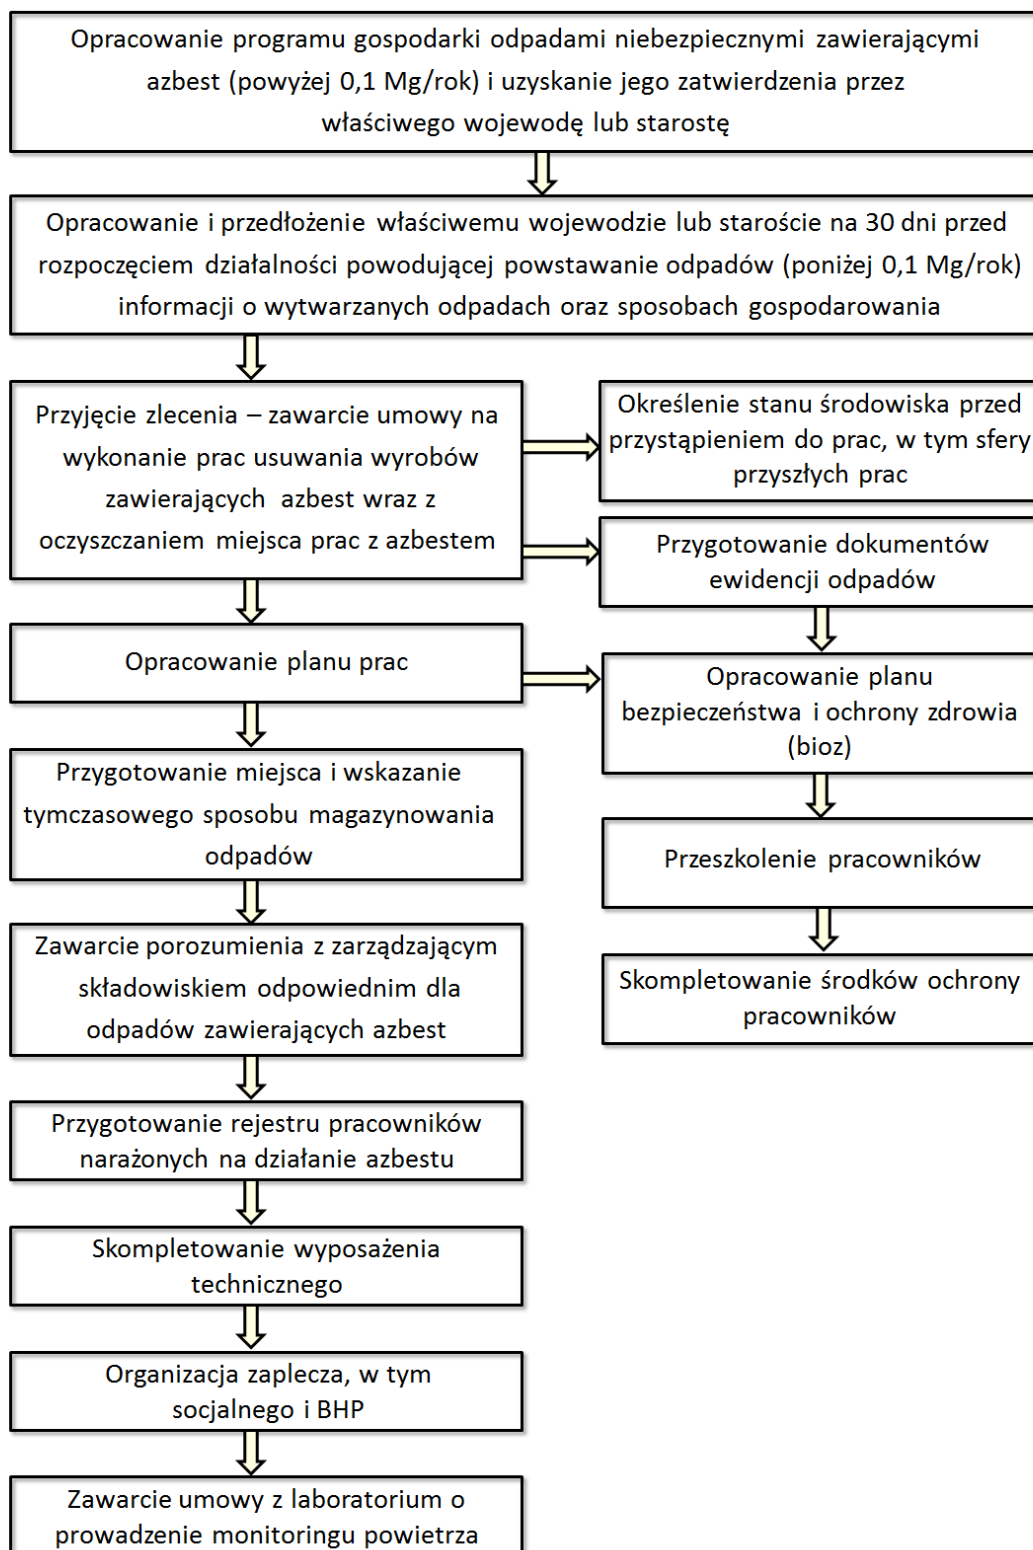 Opracowanie programu gospodarki odpadami niebezpiecznymi zawierającymi
azbest (powyżej 0,1 Mg/rok) i uzyskanie jego zatwierdzenia przez
właściwego wojewodę lub starostę
Opracowanie i przedłożenie właściwemu wojewodzie lub staroście na 30 dni przed
rozpoczęciem działalności powodującej powstawanie odpadów (poniżej 0,1 Mg/rok)
informacji o wytwarzanych odpadach oraz sposobach gospodarowania
Przyjęcie zlecenia – zawarcie umowy na
wykonanie prac usuwania wyrobów
zawierających azbest wraz z
oczyszczaniem miejsca prac z azbestem
Określenie stanu środowiska przed
przystąpieniem do prac, w tym sfery
przyszłych prac
Przygotowanie dokumentów
ewidencji odpadów
Opracowanie planu prac
Opracowanie planu
bezpieczeństwa i ochrony zdrowia
(bioz)
Przygotowanie miejsca i wskazanie
tymczasowego sposobu magazynowania
odpadów
Przeszkolenie pracowników
Zawarcie porozumienia z zarządzającym
składowiskiem odpowiednim dla
odpadów zawierających azbest
Skompletowanie środków ochrony
pracowników
Przygotowanie rejestru pracowników
narażonych na działanie azbestu
Skompletowanie wyposażenia
technicznego
Organizacja zaplecza, w tym
socjalnego i BHP
Zawarcie umowy z laboratorium o
prowadzenie monitoringu powietrza